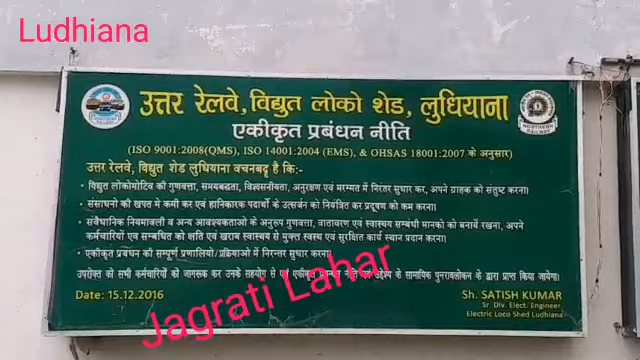 Ludhiana
उत्तर रेलवे, विद्युत लोको शेड, लुधियाना
एकीकृत प्रबंधन नीति
(ISO 9001:2008(QMS), ISO 14001:2004 (EMS), & OHSAS 18001:2007 के अनुसार)
उत्तर रेलवे, विद्युत शेड लुधियाना वचनबद्ध है कि:-
• विद्युत लोकोमोटिव की गुणवत्ता, समयबद्धता, विश्वसनीयता, अनुरक्षण एवं मरम्मत में निरंतर सुधार कर, अपने ग्राहक को संतुष्ट करना।
• संसाधनो की खपत मे कमी कर एवं हानिकारक पदार्थो के उत्सर्जन को नियंत्रित कर प्रदूषण को कम करना।
• संवैधानिक नियमावली व अन्य आवश्यकताओ के अनुरुप गुणवत्ता, वातावरण एवं स्वास्थ्य सम्बंधी मानको को बनायें रखना, अपने
कर्मचारियों एवं सम्बधित को क्षति एवं खराब स्वास्थय से मुक्त स्वस्थ एवं सुरक्षित कार्य स्थान प्रदान करना।
• एकीकृत प्रबंधन की सम्पूर्ण प्रणालीयो/प्रक्रियाओ में निरन्तर सुधार करना।
उपरोक्त को सभी कर्मचारियों को जागरूक कर उनके सहयोग से एवं एकीकृत नीति उद्देश्य के सामायिक पुनरावलोकन के द्वारा प्राप्त किया जायेगा।
Date: 15.12.2016
Sh. SATISH KUMAR
Sr. Div. Elect. Engineer
Electric Loco Shed Ludhiana
Jagrati Lahar